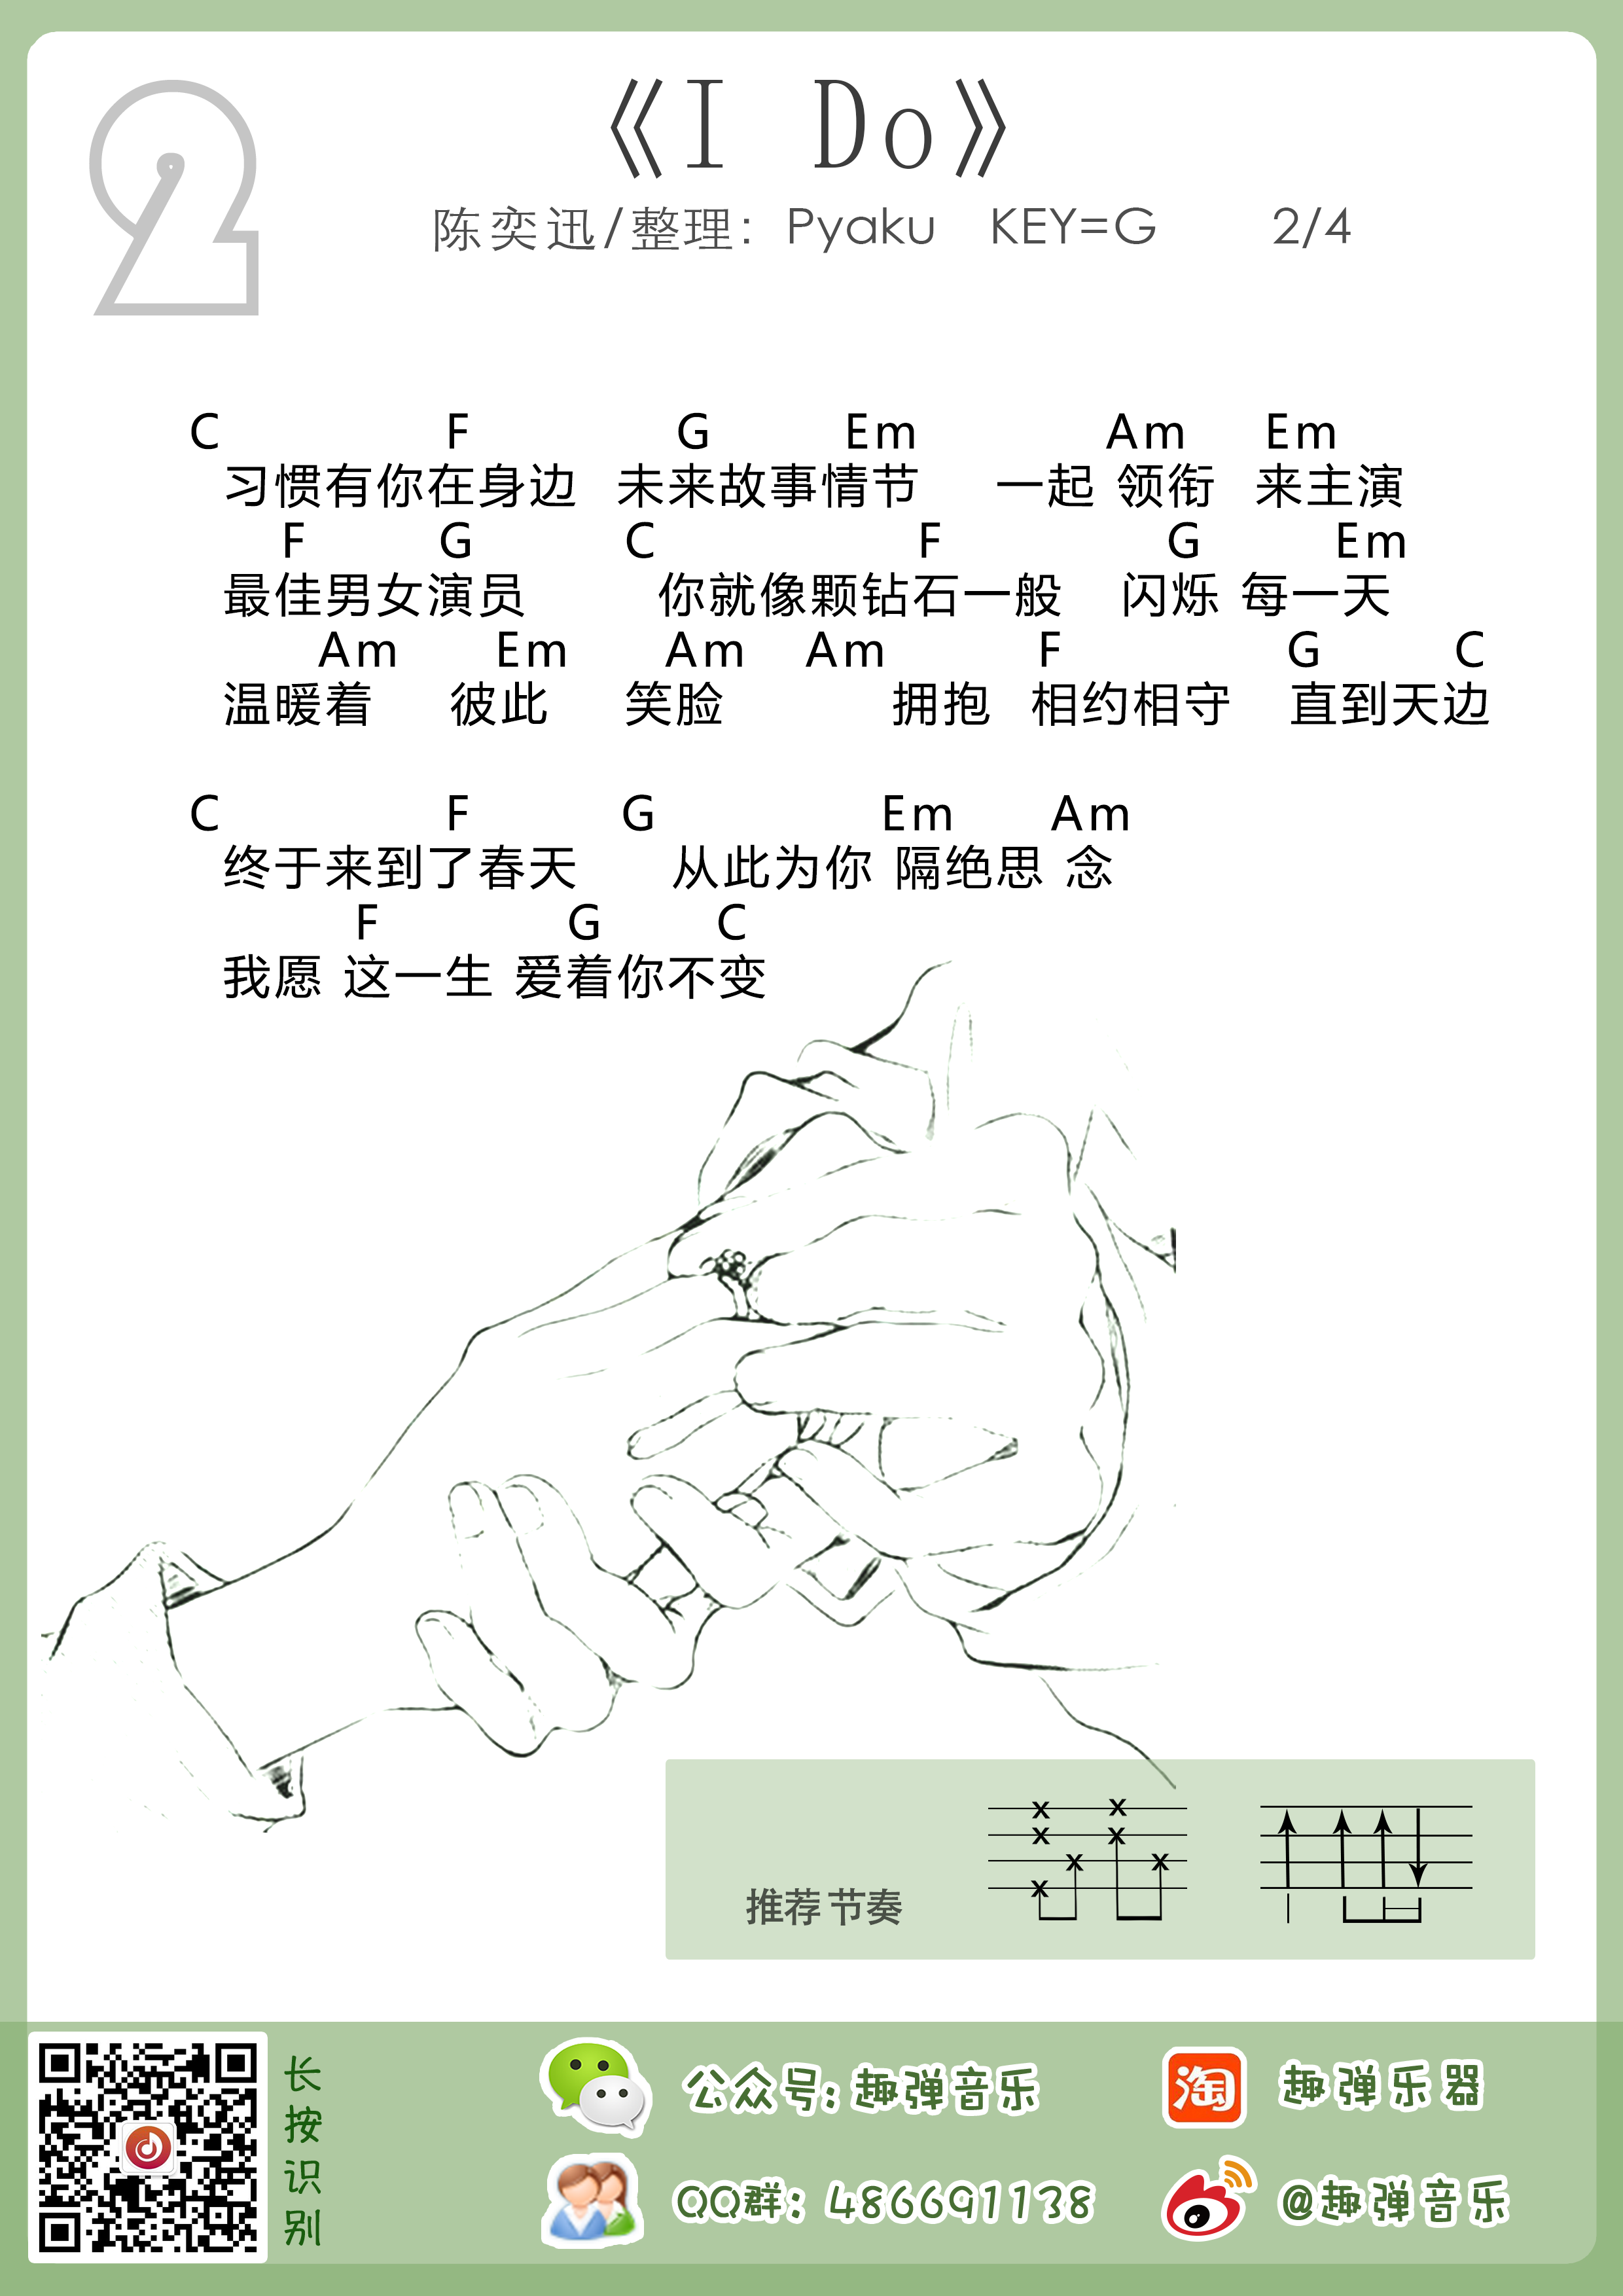 2
《I Do》
陈奕迅/整理：Pyaku KEY=G 2/4
C F G Em Am Em
习惯有你在身边 未来故事情节 一起 领衔 来主演
F G C F G Em
最佳男女演员 你就像颗钻石一般 闪烁 每一天
Am Em Am Am F G C
温暖着 彼此 笑脸 拥抱 相约相守 直到天边
C F G Em Am
终于来到了春天 从此为你 隔绝思 念
F G C
我愿 这一生 爱着你不变
推荐节奏
长按识别
公众号：趣弹音乐
淘 趣弹乐器
QQ群：486691138
@趣弹音乐